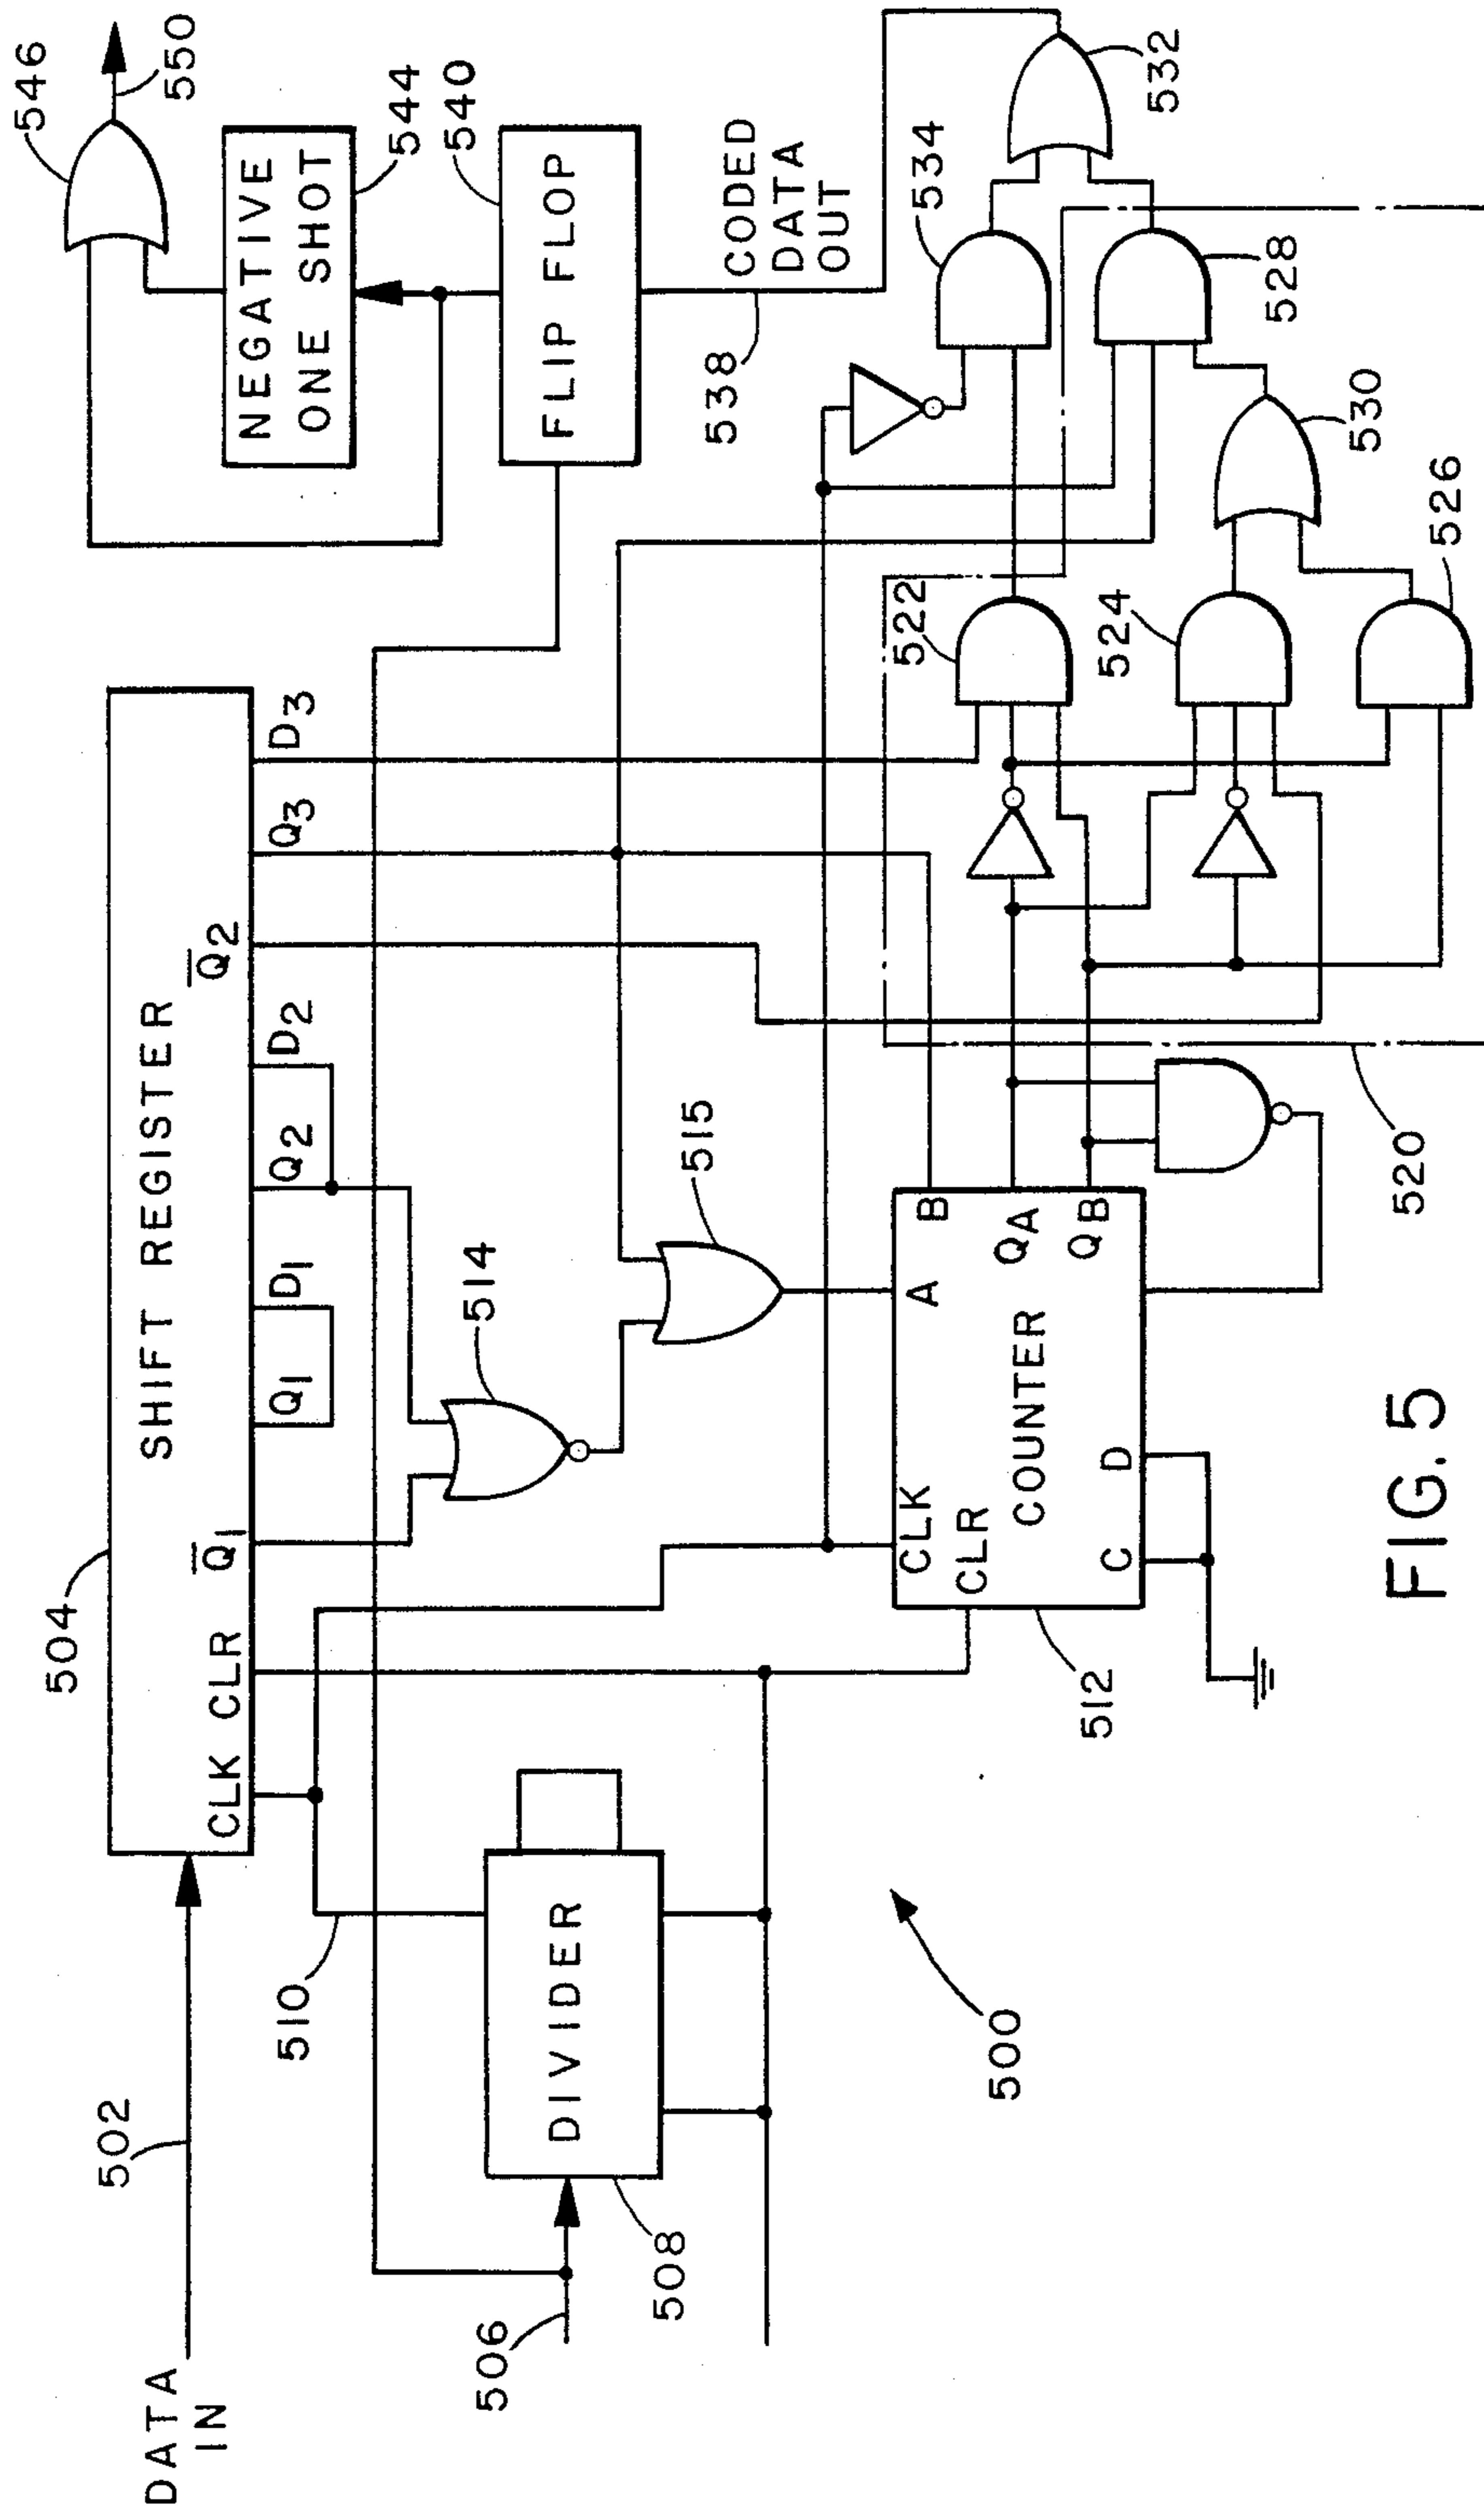 DATA
IN
502
504
SHIFT REGISTER
CLK CLR
Q̅1
Q1
D1
Q2
D2
Q̅2
Q3
D3
546
550
NEGATIVE
ONE SHOT
544
540
FLIP FLOP
CODED
DATA
OUT
538
510
506
DIVIDER
508
514
515
CLK
CLR
A
B
QA
QB
COUNTER
C
D
512
522
524
526
534
528
530
532
520
500
FIG. 5